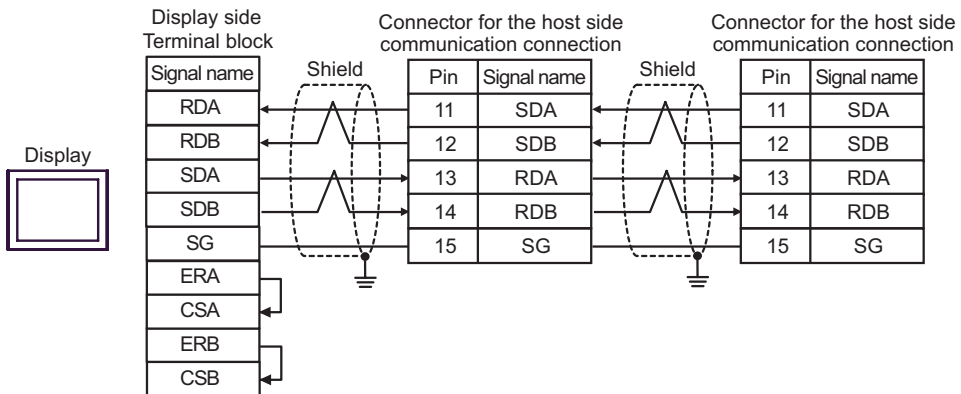 Display side
Terminal block
Connector for the host side
communication connection
Connector for the host side
communication connection
Signal name
Shield
Pin
Signal name
Shield
Pin
Signal name
RDA
11
SDA
11
SDA
RDB
12
SDB
12
SDB
Display
SDA
13
RDA
13
RDA
SDB
14
RDB
14
RDB
SG
15
SG
15
SG
ERA
CSA
ERB
CSB